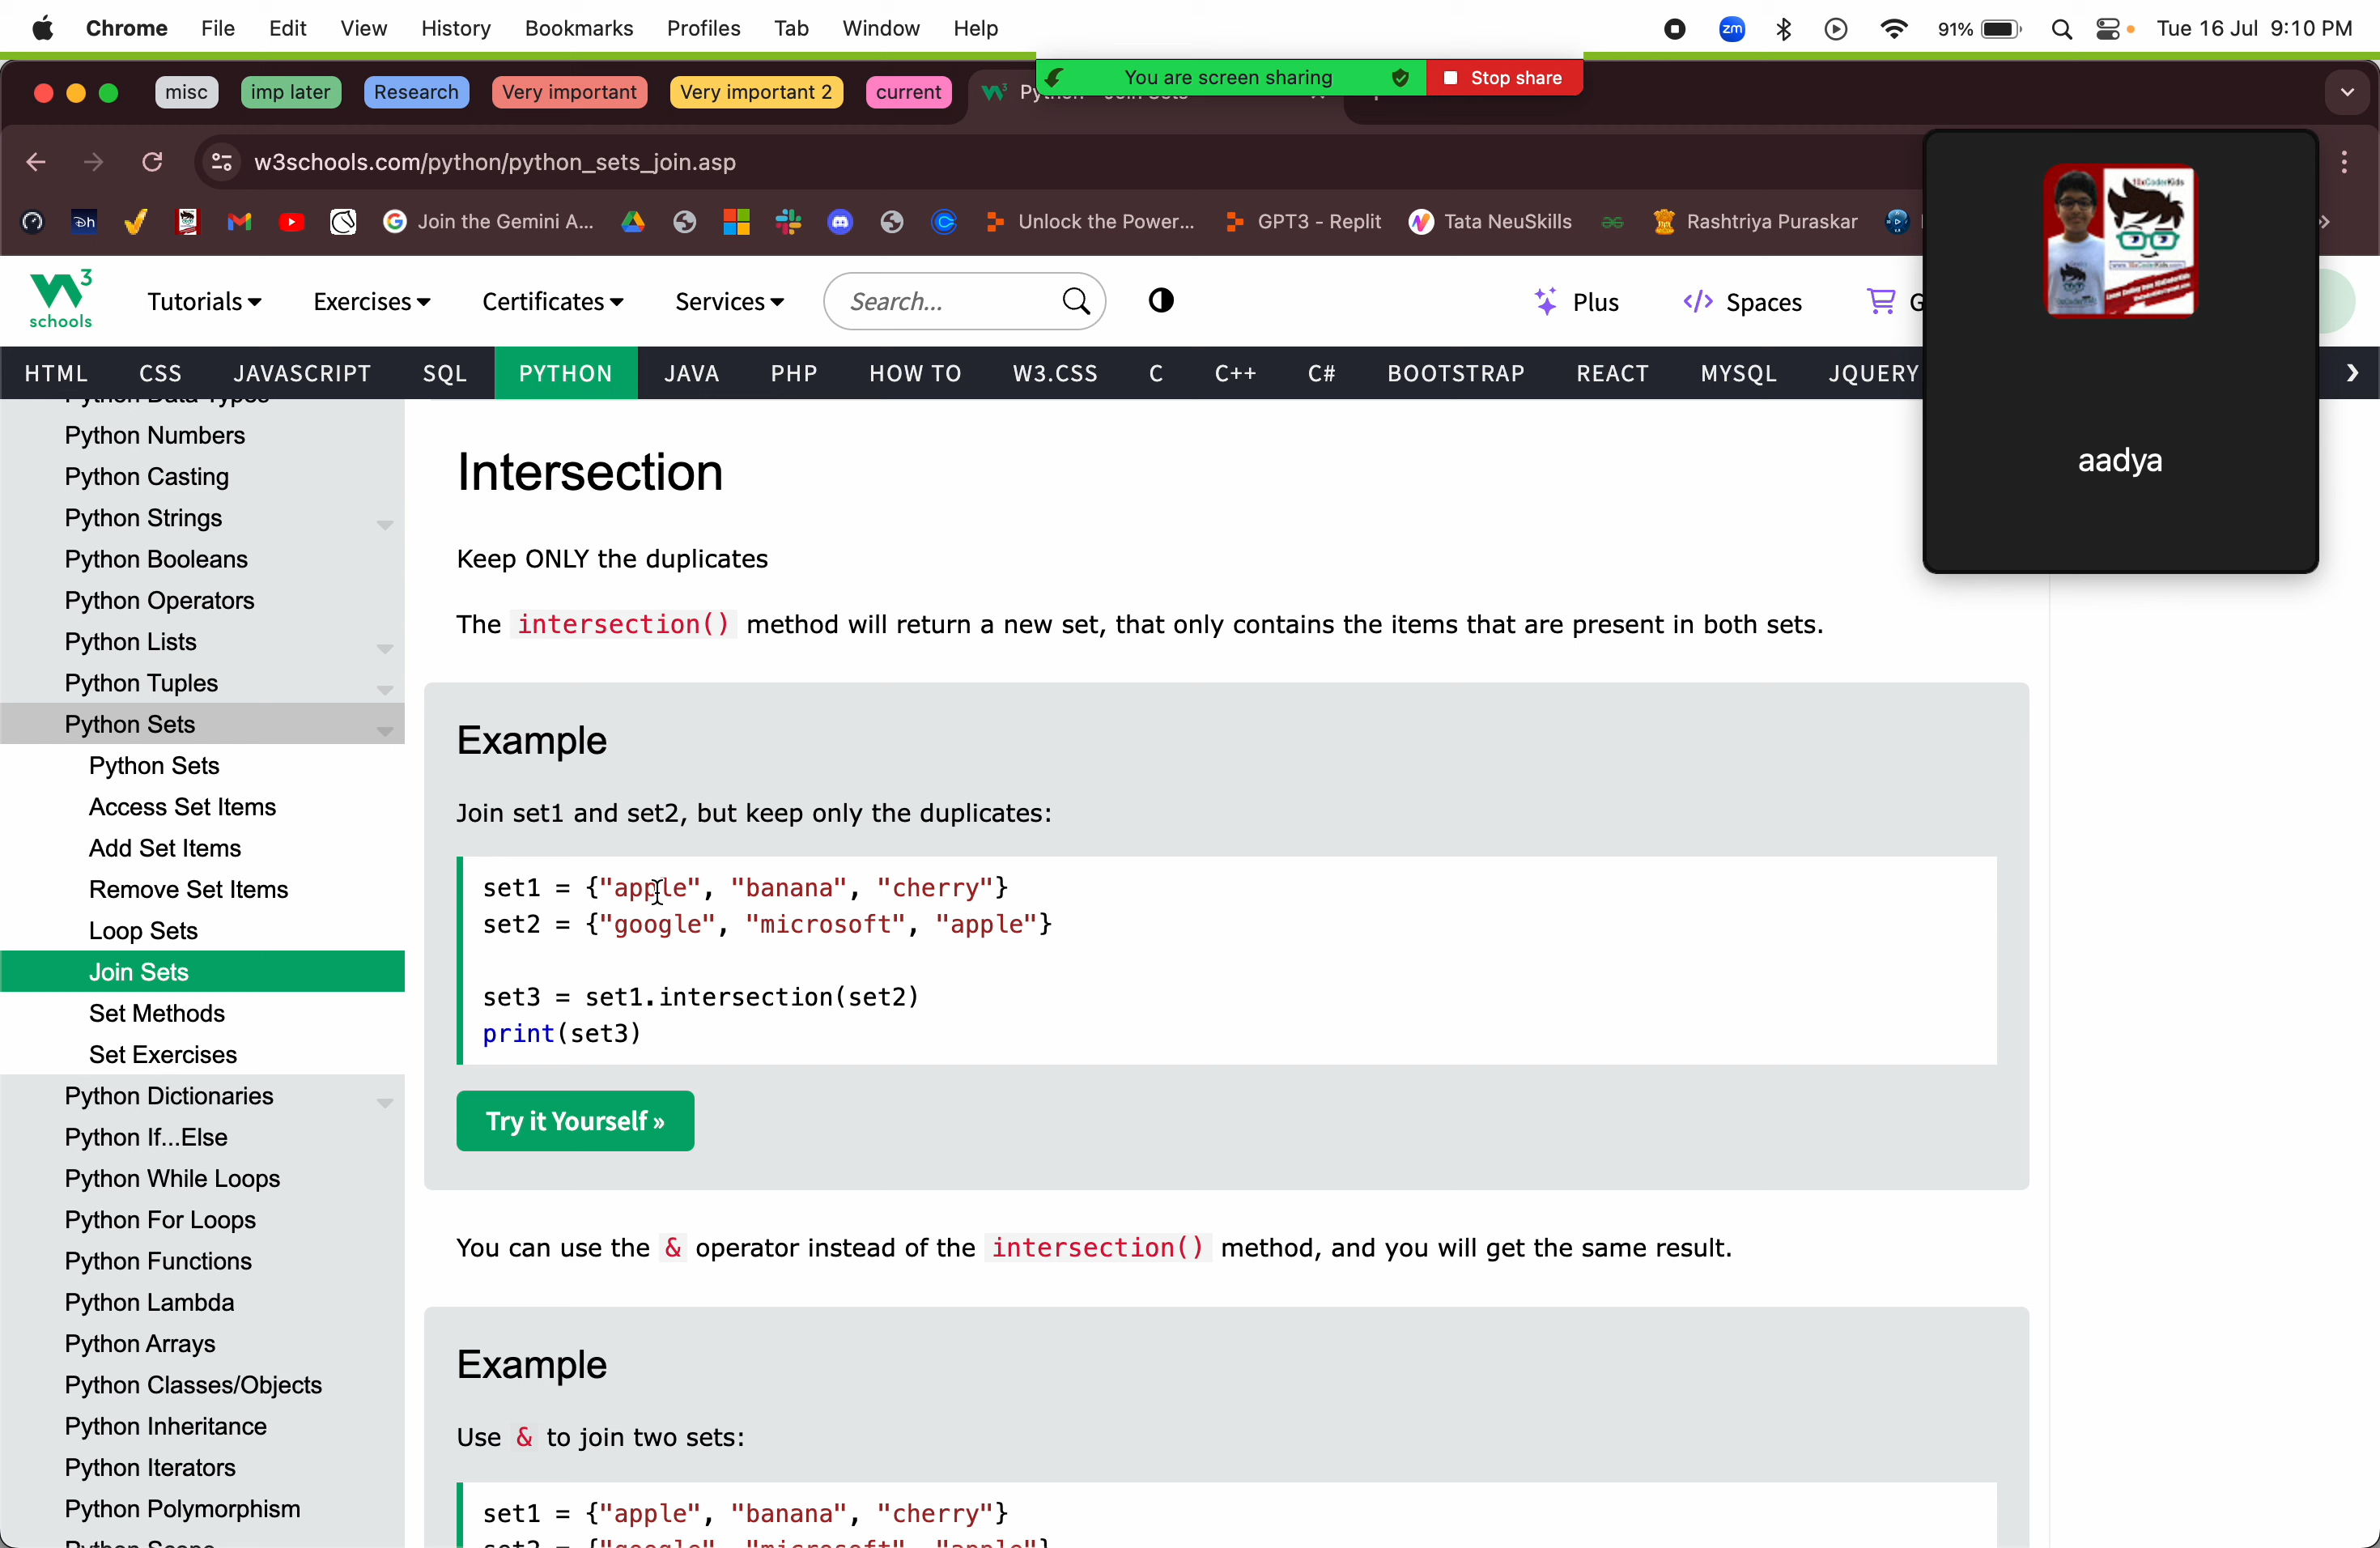 Chrome File Edit View History Bookmarks Profiles Tab Window Help zm 91% Tue 16 Jul 9:10 PM
You are screen sharing Stop share
misc imp later Research Very important Very important 2 current
w3schools.com/python/python_sets_join.asp
Join the Gemini A... Unlock the Power... GPT3 - Replit Tata NeuSkills Rashtriya Puraskar
aadya
W3 schools Tutorials Exercises Certificates Services Search... Plus Spaces G
HTML CSS JAVASCRIPT SQL PYTHON JAVA PHP HOW TO W3.CSS C C++ C# BOOTSTRAP REACT MYSQL JQUERY
Python Data Types
Python Numbers
Python Casting
Python Strings
Python Booleans
Python Operators
Python Lists
Python Tuples
Python Sets
Python Sets
Access Set Items
Add Set Items
Remove Set Items
Loop Sets
Join Sets
Set Methods
Set Exercises
Python Dictionaries
Python If...Else
Python While Loops
Python For Loops
Python Functions
Python Lambda
Python Arrays
Python Classes/Objects
Python Inheritance
Python Iterators
Python Polymorphism
Intersection
Keep ONLY the duplicates
The intersection() method will return a new set, that only contains the items that are present in both sets.
Example
Join set1 and set2, but keep only the duplicates:
set1 = {"apple", "banana", "cherry"}
set2 = {"google", "microsoft", "apple"}
set3 = set1.intersection(set2)
print(set3)
Try it Yourself »
You can use the & operator instead of the intersection() method, and you will get the same result.
Example
Use & to join two sets:
set1 = {"apple", "banana", "cherry"}
set2 = {"google", "microsoft", "apple"}